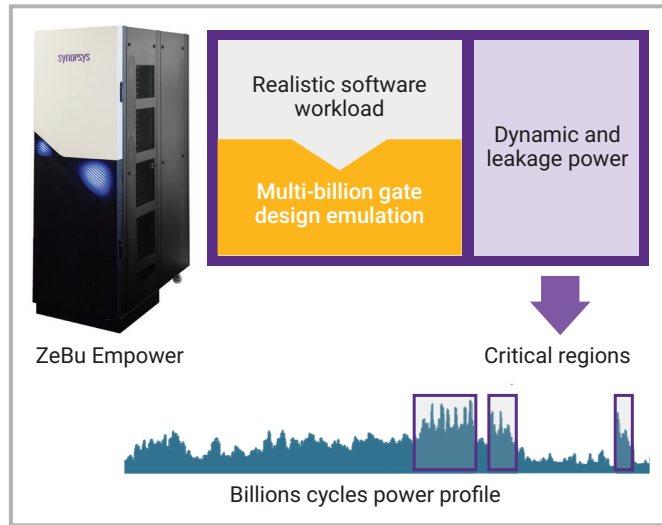 SYNOPSYS
Realistic software
workload
Multi-billion gate
design emulation
Dynamic and
leakage power
ZeBu Empower
Critical regions
Billions cycles power profile